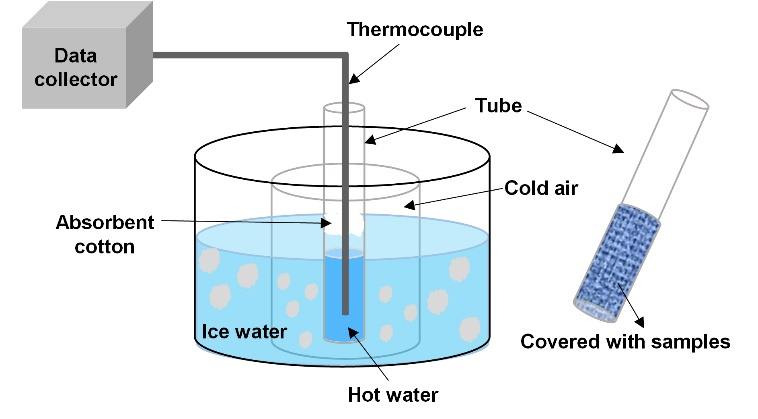 Thermocouple
Data
collector
Tube
Cold air
Absorbent
cotton
Ice water
Covered with samples
Hot water